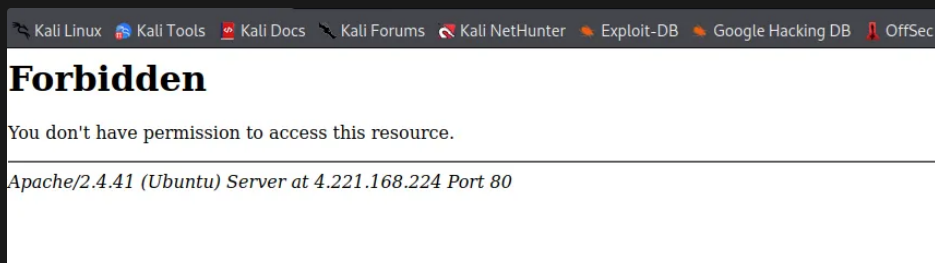 Kali Linux Kali Tools Kali Docs Kali Forums Kali NetHunter Exploit-DB Google Hacking DB OffSec
Forbidden
You don't have permission to access this resource.
Apache/2.4.41 (Ubuntu) Server at 4.221.168.224 Port 80